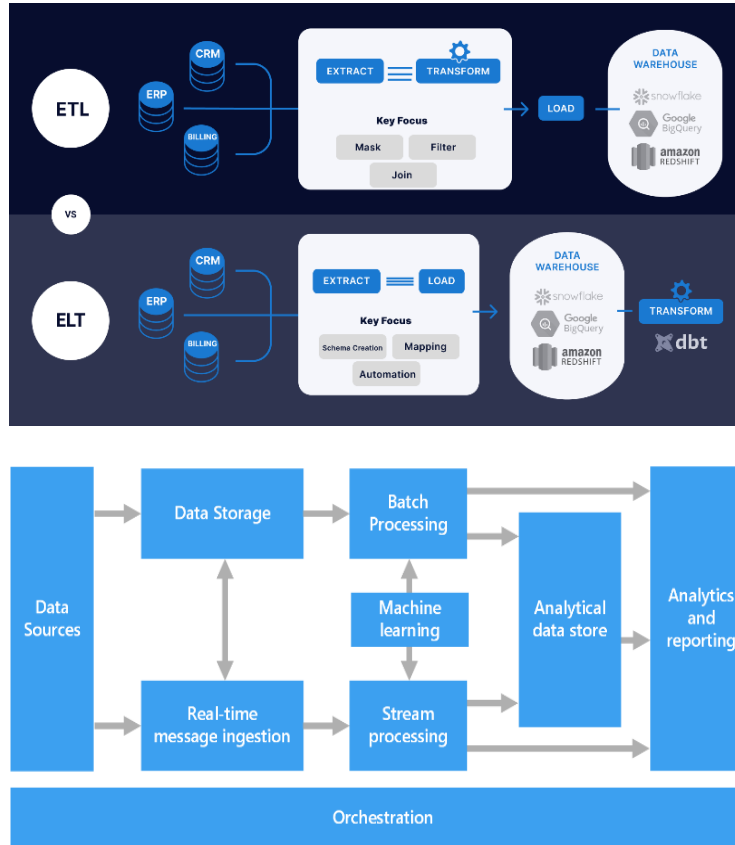 ETL
CRM
ERP
BILLING
EXTRACT
TRANSFORM
Key Focus
Mask
Filter
Join
LOAD
DATA
WAREHOUSE
snowflake
Google
BigQuery
amazon
REDSHIFT
VS
ELT
CRM
ERP
BILLING
EXTRACT
LOAD
Key Focus
Schema Creation
Mapping
Automation
DATA
WAREHOUSE
snowflake
Google
BigQuery
amazon
REDSHIFT
TRANSFORM
dbt
Data
Sources
Data Storage
Real-time
message ingestion
Batch
Processing
Machine
learning
Stream
processing
Analytical
data store
Analytics
and
reporting
Orchestration